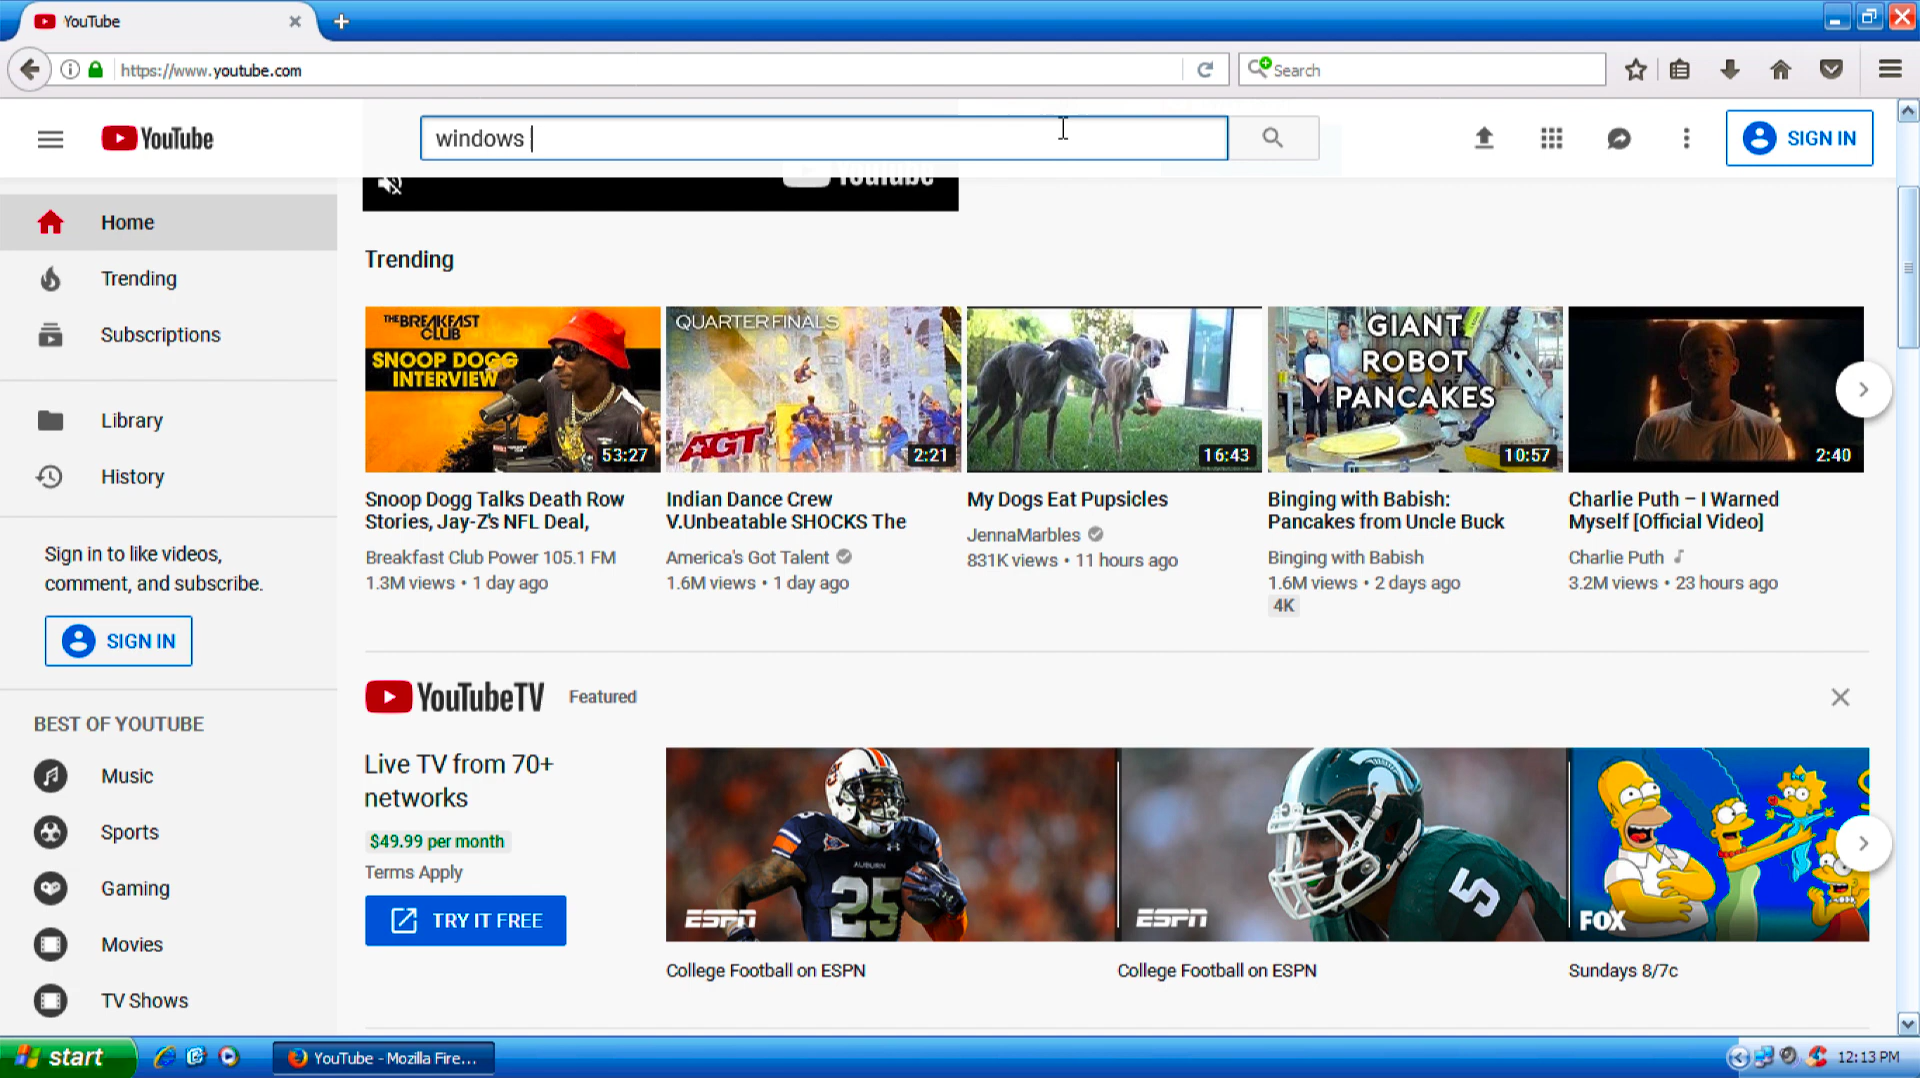 YouTube
https://www.youtube.com
Search
YouTube
windows
SIGN IN
YouTube
Home
Trending
Subscriptions
Library
History
Sign in to like videos,
comment, and subscribe.
SIGN IN
BEST OF YOUTUBE
Music
Sports
Gaming
Movies
TV Shows
Trending
THE BREAKFAST
CLUB
SNOOP DOGG
INTERVIEW
53:27
Snoop Dogg Talks Death Row
Stories, Jay-Z's NFL Deal,
Breakfast Club Power 105.1 FM
1.3M views • 1 day ago
QUARTERFINALS
AGT
2:21
Indian Dance Crew
V.Unbeatable SHOCKS The
America's Got Talent
1.6M views • 1 day ago
16:43
My Dogs Eat Pupsicles
JennaMarbles
831K views • 11 hours ago
GIANT
ROBOT
PANCAKES
10:57
Binging with Babish:
Pancakes from Uncle Buck
Binging with Babish
1.6M views • 2 days ago
4K
2:40
Charlie Puth – I Warned
Myself [Official Video]
Charlie Puth
3.2M views • 23 hours ago
YouTubeTV
Featured
Live TV from 70+
networks
$49.99 per month
Terms Apply
TRY IT FREE
AUBURN
25
ESPN
College Football on ESPN
5
ESPN
College Football on ESPN
FOX
Sundays 8/7c
start
YouTube - Mozilla Fire...
12:13 PM